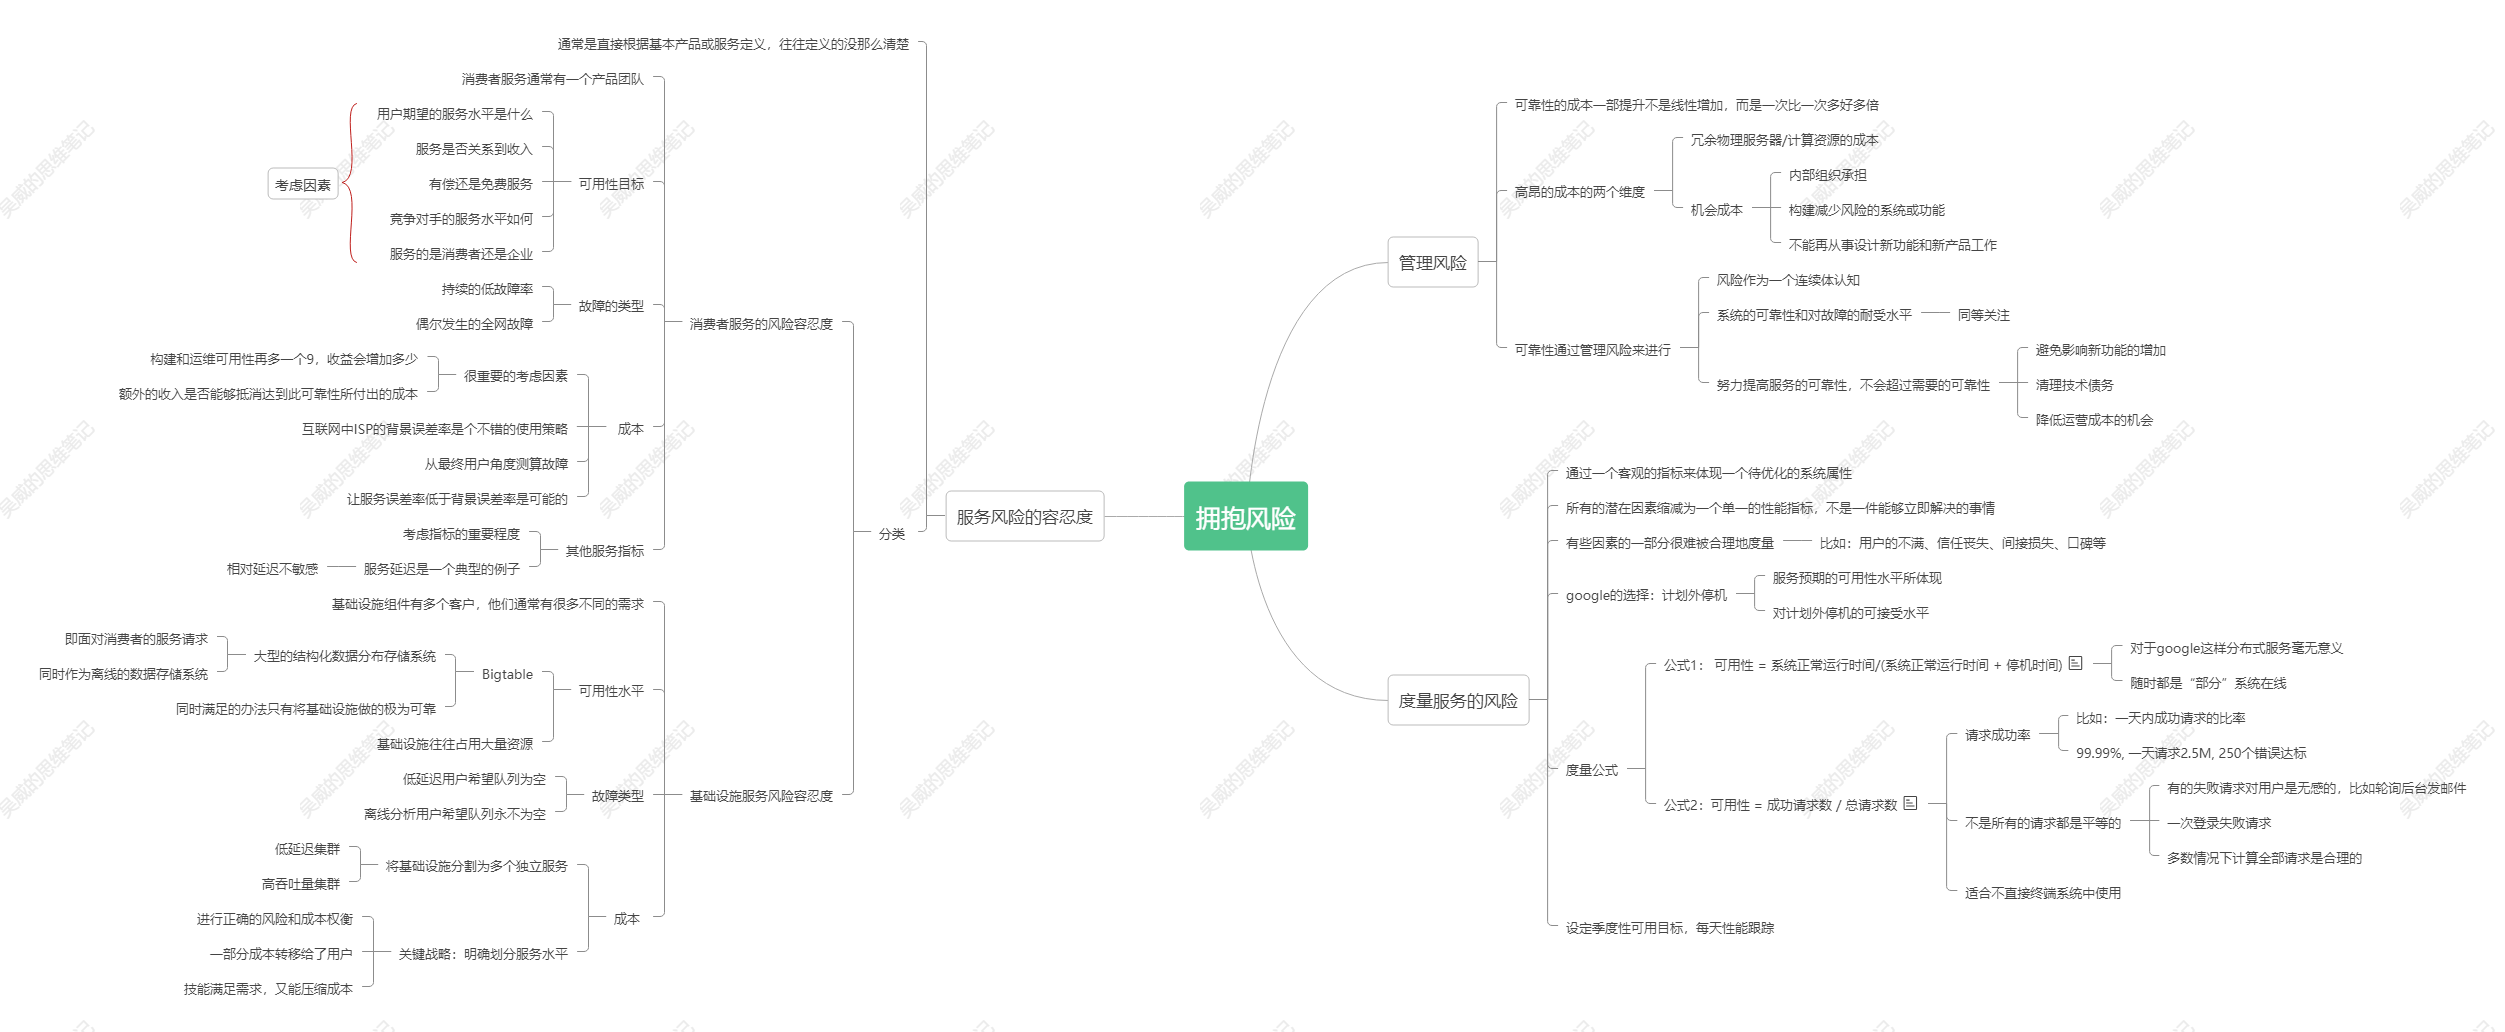 拥抱风险
管理风险
可靠性的成本一部提升不是线性增加，而是一次比一次多好多倍
高昂的成本的两个维度
冗余物理服务器/计算资源的成本
机会成本
内部组织承担
构建减少风险的系统或功能
不能再从事设计新功能和新产品工作
可靠性通过管理风险来进行
风险作为一个连续体认知
系统的可靠性和对故障的耐受水平
同等关注
努力提高服务的可靠性，不会超过需要的可靠性
避免影响新功能的增加
清理技术债务
降低运营成本的机会
度量服务的风险
通过一个客观的指标来体现一个待优化的系统属性
所有的潜在因素缩减为一个单一的性能指标，不是一件能够立即解决的事情
有些因素的一部分很难被合理地度量
比如：用户的不满、信任丧失、间接损失、口碑等
google的选择：计划外停机
服务预期的可用性水平所体现
对计划外停机的可接受水平
度量公式
公式1： 可用性 = 系统正常运行时间/(系统正常运行时间 + 停机时间)
对于google这样分布式服务毫无意义
随时都是“部分”系统在线
公式2：可用性 = 成功请求数 / 总请求数
请求成功率
比如：一天内成功请求的比率
99.99%, 一天请求2.5M, 250个错误达标
不是所有的请求都是平等的
有的失败请求对用户是无感的，比如轮询后台发邮件
一次登录失败请求
多数情况下计算全部请求是合理的
适合不直接终端系统中使用
设定季度性可用目标，每天性能跟踪
服务风险的容忍度
通常是直接根据基本产品或服务定义，往往定义的没那么清楚
分类
消费者服务的风险容忍度
消费者服务通常有一个产品团队
可用性目标
用户期望的服务水平是什么
服务是否关系到收入
有偿还是免费服务
竞争对手的服务水平如何
服务的是消费者还是企业
考虑因素
故障的类型
持续的低故障率
偶尔发生的全网故障
成本
很重要的考虑因素
构建和运维可用性再多一个9，收益会增加多少
额外的收入是否能够抵消达到此可靠性所付出的成本
互联网中ISP的背景误差率是个不错的使用策略
从最终用户角度测算故障
让服务误差率低于背景误差率是可能的
其他服务指标
考虑指标的重要程度
服务延迟是一个典型的例子
相对延迟不敏感
基础设施服务风险容忍度
基础设施组件有多个客户，他们通常有很多不同的需求
可用性水平
Bigtable
大型的结构化数据分布存储系统
即面对消费者的服务请求
同时作为离线的数据存储系统
同时满足的办法只有将基础设施做的极为可靠
基础设施往往占用大量资源
故障类型
低延迟用户希望队列为空
离线分析用户希望队列永不为空
成本
将基础设施分割为多个独立服务
低延迟集群
高吞吐量集群
关键战略：明确划分服务水平
进行正确的风险和成本权衡
一部分成本转移给了用户
技能满足需求，又能压缩成本
吴威的思维笔记